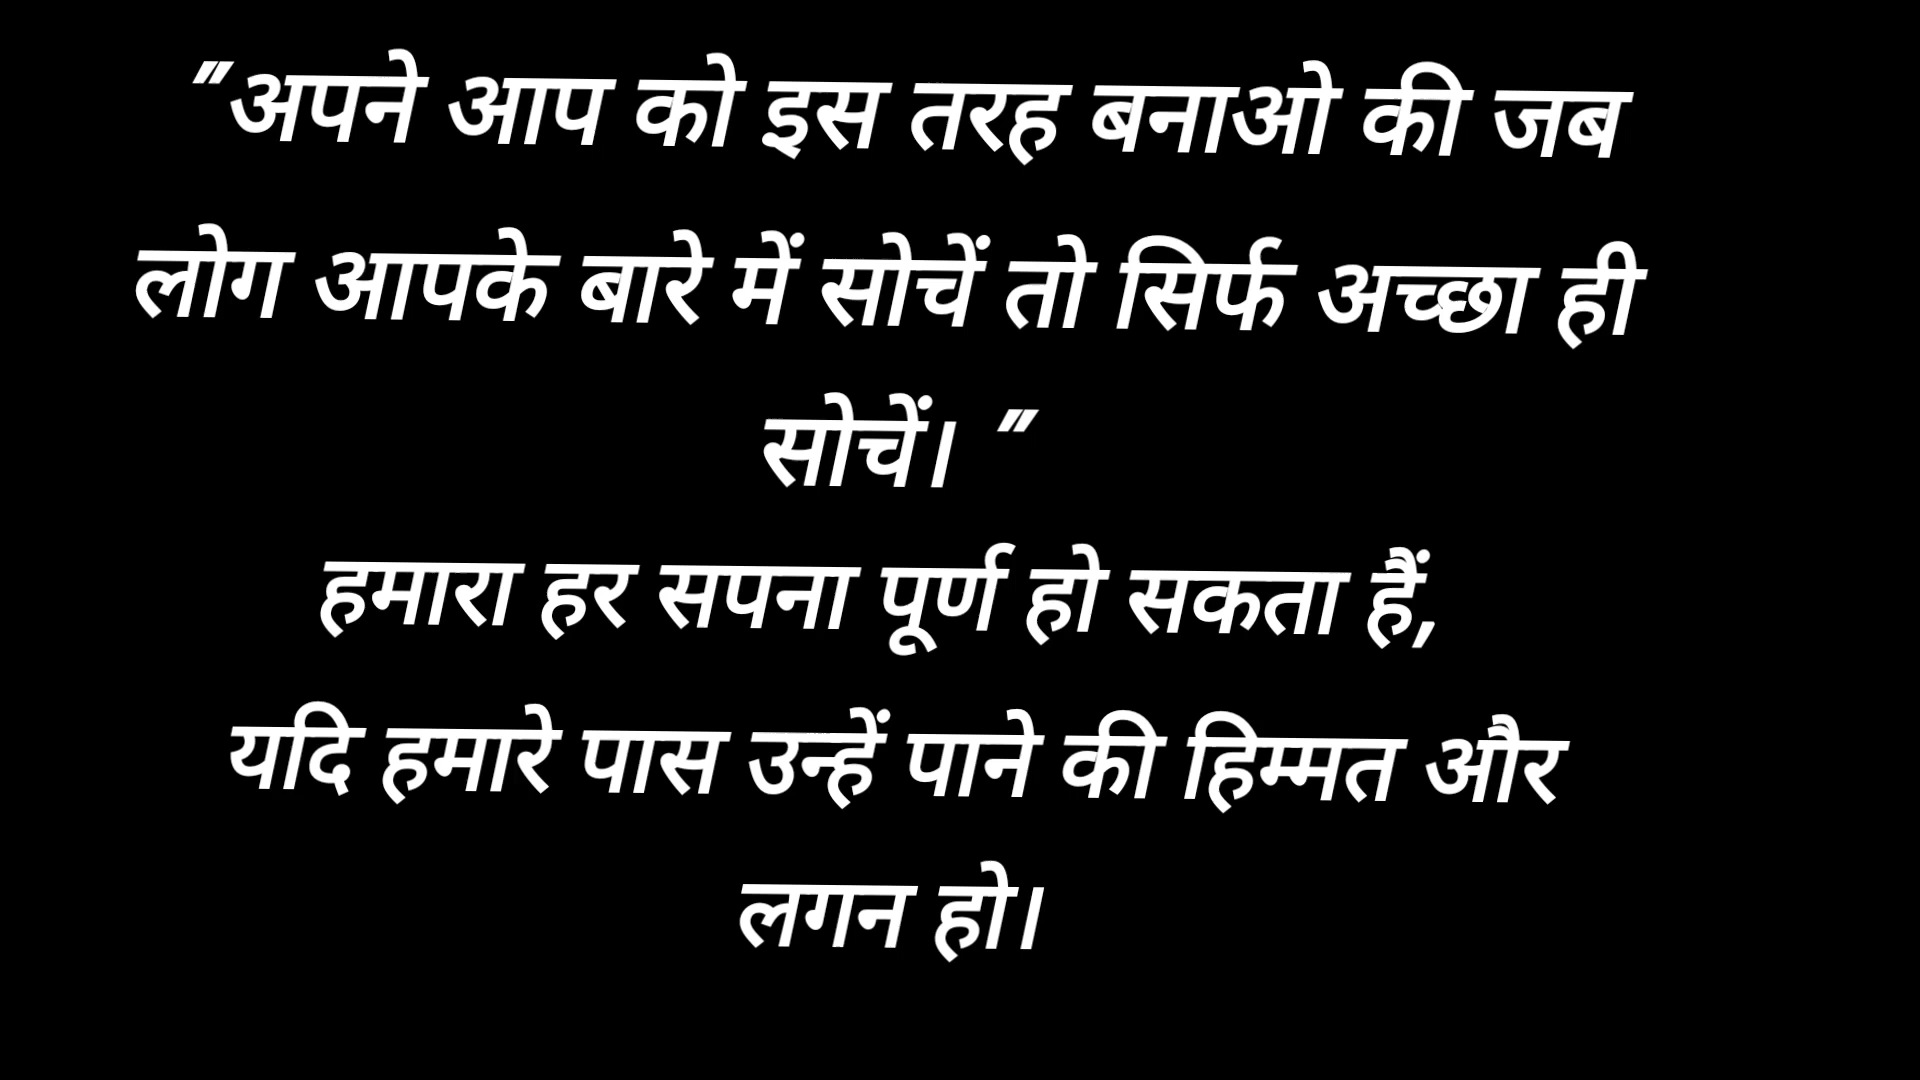 "अपने आप को इस तरह बनाओ की जब
लोग आपके बारे में सोचें तो सिर्फ अच्छा ही
सोचें। "
हमारा हर सपना पूर्ण हो सकता हैं,
यदि हमारे पास उन्हें पाने की हिम्मत और
लगन हो।